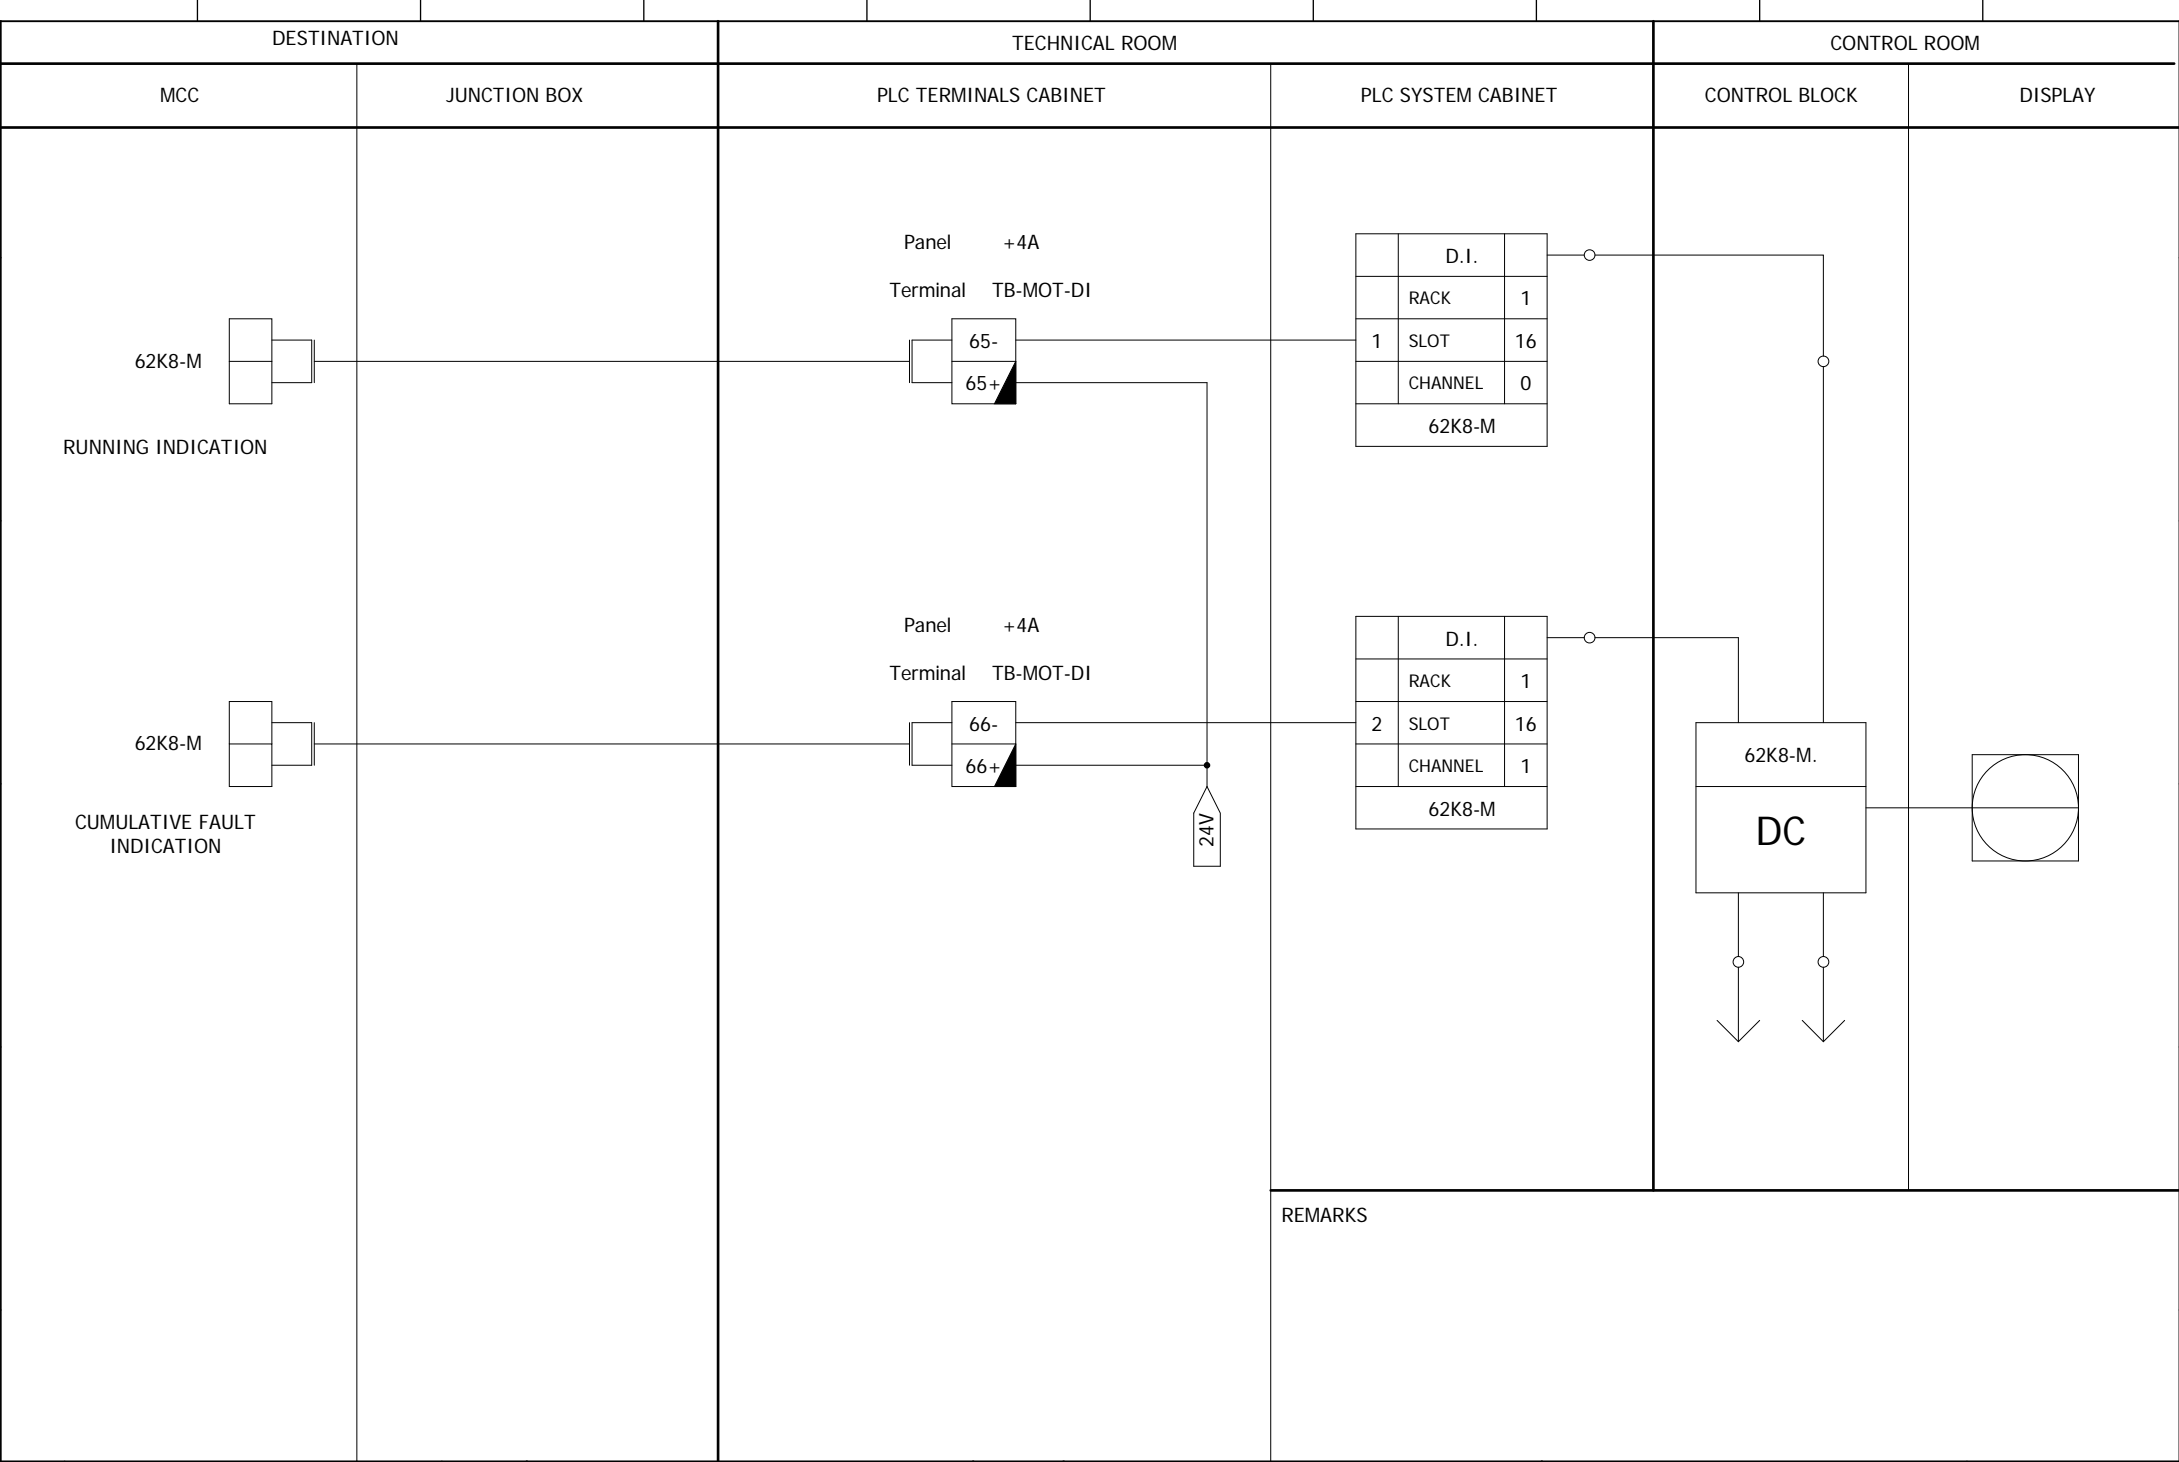 DESTINATION
TECHNICAL ROOM
CONTROL ROOM
MCC
JUNCTION BOX
PLC TERMINALS CABINET
PLC SYSTEM CABINET
CONTROL BLOCK
DISPLAY
Panel +4A
Terminal TB-MOT-DI
62K8-M
RUNNING INDICATION
65-
65+
D.I.
RACK 1
1 SLOT 16
CHANNEL 0
62K8-M
Panel +4A
Terminal TB-MOT-DI
62K8-M
CUMULATIVE FAULT
INDICATION
66-
66+
24V
D.I.
RACK 1
2 SLOT 16
CHANNEL 1
62K8-M
62K8-M.
DC
REMARKS